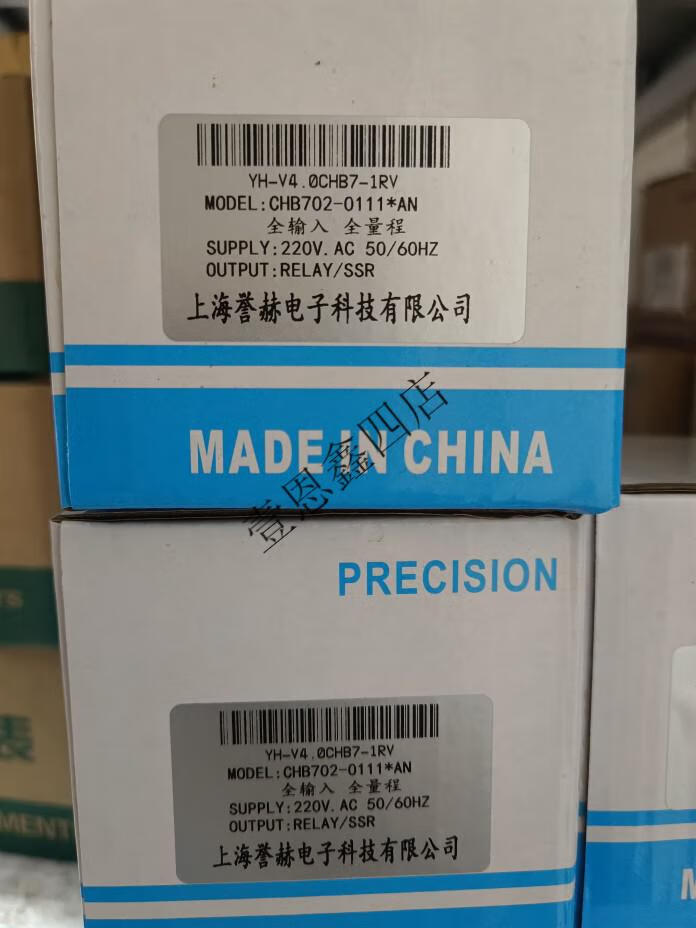 YH-V4.0CHB7-1RV
MODEL:CHB702-0111*AN
全输入 全量程
SUPPLY:220V.AC 50/60HZ
OUTPUT:RELAY/SSR
上海誉赫电子科技有限公司
MADE IN CHINA
壹恩鑫四店
PRECISION
YH-V4.0CHB7-1RV
MODEL:CHB702-0111*AN
全输入 全量程
SUPPLY:220V.AC 50/60HZ
OUTPUT:RELAY/SSR
上海誉赫电子科技有限公司
TS
表
MENT
M